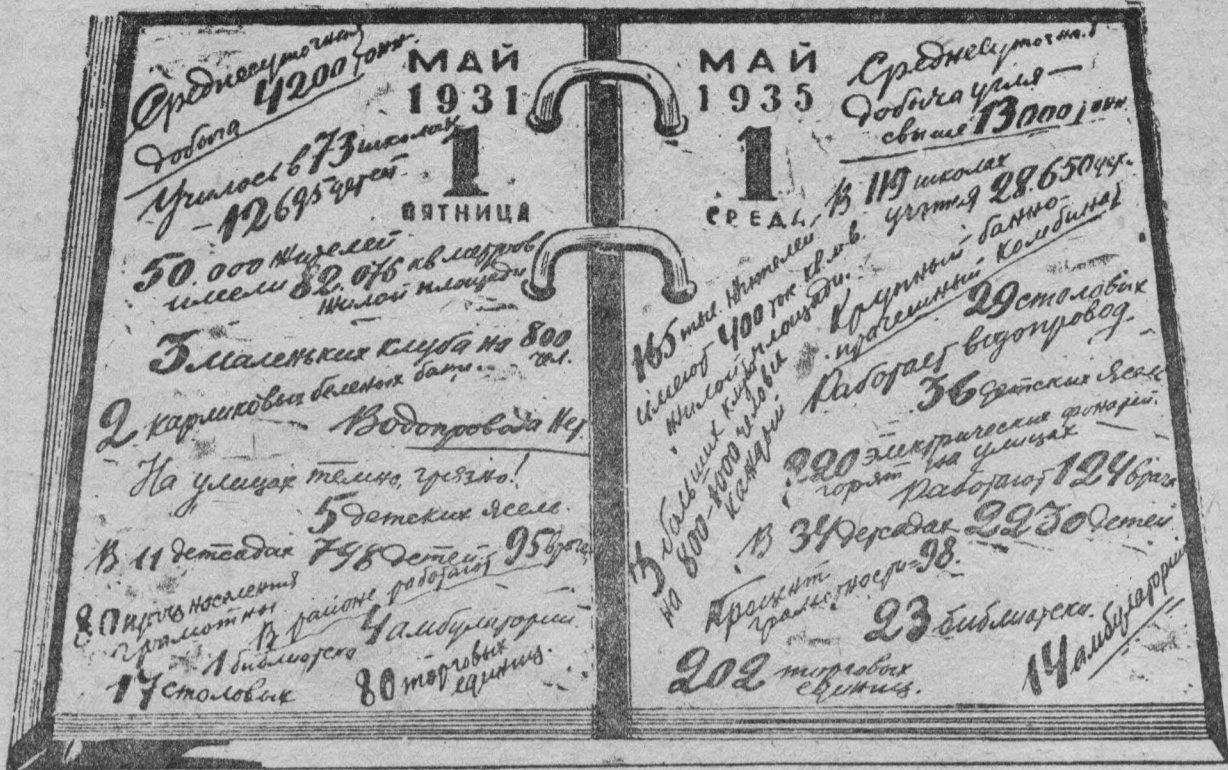 Среднесуточная
добыча 4200 тонн.
МАЙ
1931
1
ПЯТНИЦА
Училось в 73 школах
— 12695 детей.
50.000 жителей
имели 82.075 кв метров
жилой площади
3 маленьких клуба на 800
чел.
2 карликовых бани.
Водопровода нет.
На улицах темно, грязно!
5 детских ясель.
В 11 детсадах 798 детей
95 врачей
80 проц населения
грамотны
В районе работают
1 библиотека
4 амбулатории
17 столовых
80 торговых
единиц.
МАЙ
1935
1
СРЕДА
Среднесуточная
добыча угля —
свыше 13000 тонн.
В 119 школах
учатся 28.650 дет.
165 тыс. жителей
имеют 400 тыс. кв. м.
жилой площади.
Крупный банно-
прачешный комбинат
29 столовых
Работает водопровод.
36 детских ясель
3 больших клуба
на 800-1000 человек
каждый
220 электрических фонарей
горят на улицах
Работают 124 врача
В 34 детсадах 2230 детей
Процент
грамотности — 98.
23 библиотеки.
202 торговых
единиц.
14 амбулаторий